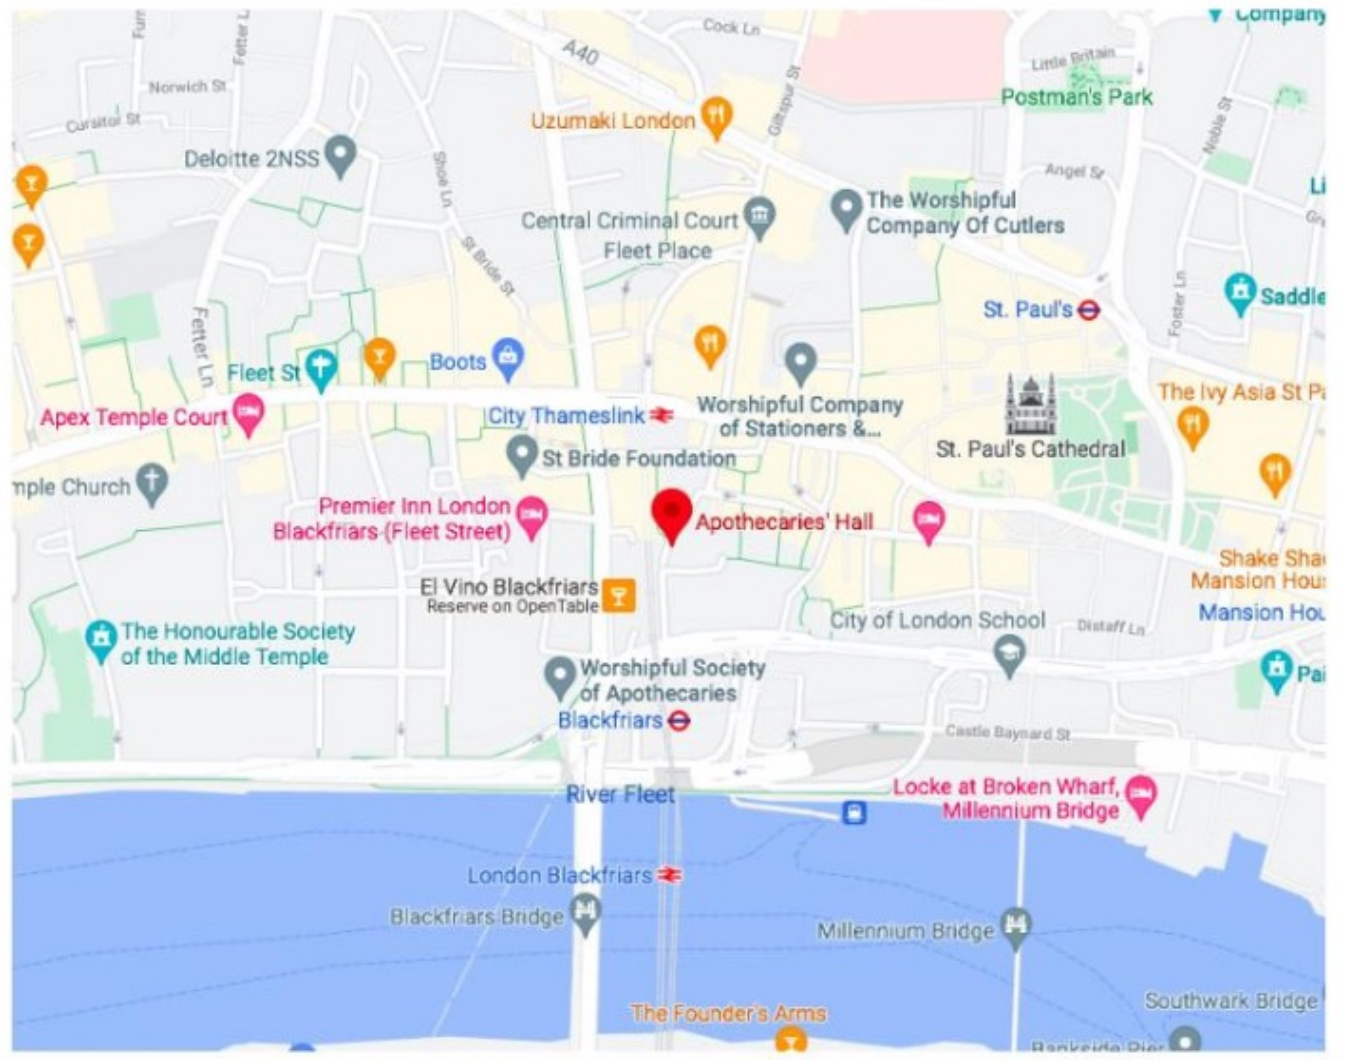 Company
Cock Ln
A40
Little Britain
Fetter L
Norwich St
Postman's Park
Giltspur St
Uzumaki London
Cursitor St
Noble St
Deloitte 2NSS
Shoe Ln
Angel St
Li
The Worshipful
Company Of Cutlers
Central Criminal Court
Fleet Place
St Bride St
Foster Ln
Saddle
St. Paul's
Fetter Ln
Boots
Fleet St
The Ivy Asia St Pa
Apex Temple Court
City Thameslink
Worshipful Company
of Stationers &...
St. Paul's Cathedral
St Bride Foundation
mple Church
Premier Inn London
Blackfriars (Fleet Street)
Apothecaries' Hall
Shake Sha
Mansion Hou
El Vino Blackfriars
Reserve on OpenTable
Mansion Hou
City of London School
Distaff Ln
The Honourable Society
of the Middle Temple
Worshipful Society
of Apothecaries
Pai
Blackfriars
Castle Baynard St
River Fleet
Locke at Broken Wharf,
Millennium Bridge
London Blackfriars
Blackfriars Bridge
Millennium Bridge
Southwark Bridge
The Founder's Arms
Bankside Pier